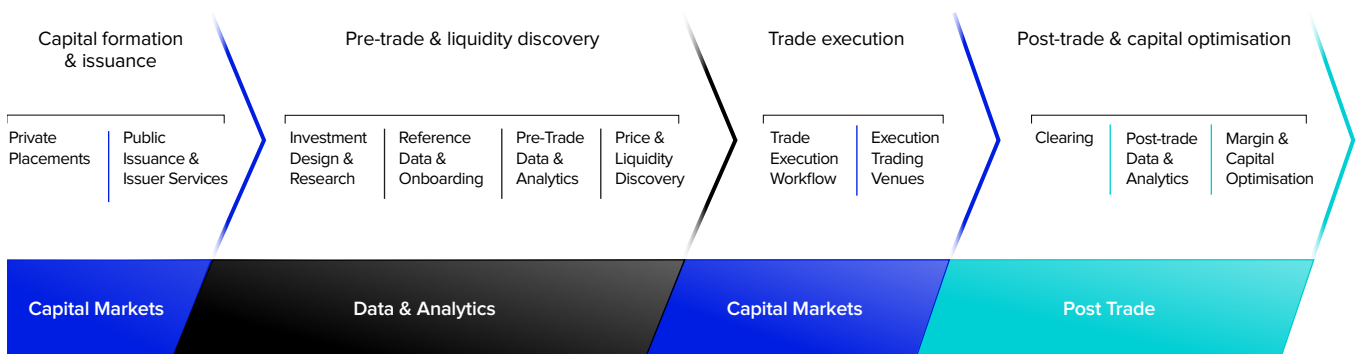 Capital formation
& issuance
Pre-trade & liquidity discovery
Trade execution
Post-trade & capital optimisation
Private
Placements
Public
Issuance &
Issuer Services
Investment
Design &
Research
Reference
Data &
Onboarding
Pre-Trade
Data &
Analytics
Price &
Liquidity
Discovery
Trade
Execution
Workflow
Execution
Trading
Venues
Clearing
Post-trade
Data &
Analytics
Margin &
Capital
Optimisation
Capital Markets
Data & Analytics
Capital Markets
Post Trade